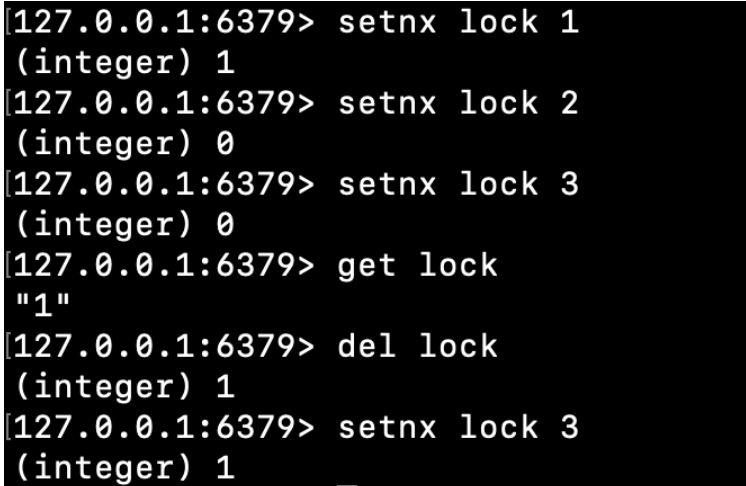 [127.0.0.1:6379> setnx lock 1
(integer) 1
[127.0.0.1:6379> setnx lock 2
(integer) 0
[127.0.0.1:6379> setnx lock 3
(integer) 0
[127.0.0.1:6379> get lock
"1"
[127.0.0.1:6379> del lock
(integer) 1
[127.0.0.1:6379> setnx lock 3
(integer) 1